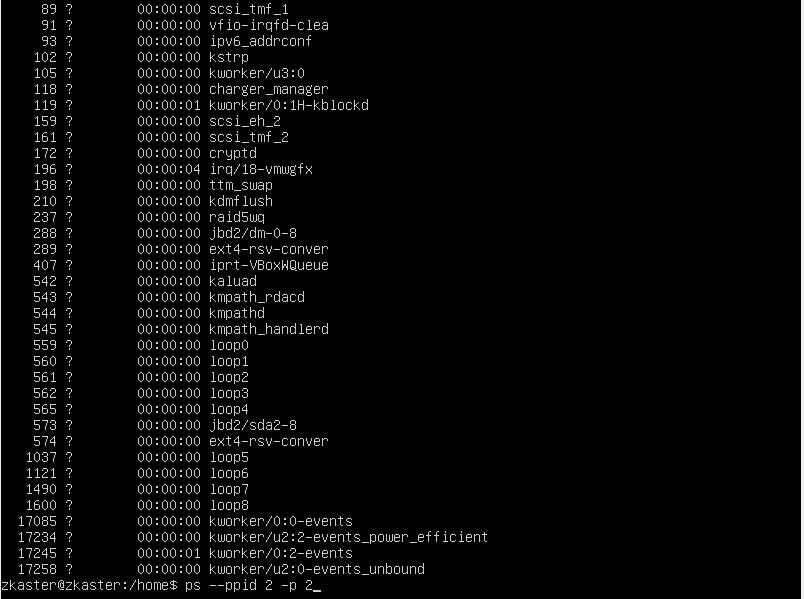 89 ? 00:00:00 scsi_tmf_1
91 ? 00:00:00 vfio-irqfd-clea
93 ? 00:00:00 ipv6_addrconf
102 ? 00:00:00 kstrp
105 ? 00:00:00 kworker/u3:0
118 ? 00:00:00 charger_manager
119 ? 00:00:01 kworker/0:1H-kblockd
159 ? 00:00:00 scsi_eh_2
161 ? 00:00:00 scsi_tmf_2
172 ? 00:00:00 cryptd
196 ? 00:00:04 irq/18-vmwgfx
198 ? 00:00:00 ttm_swap
210 ? 00:00:00 kdmflush
237 ? 00:00:00 raid5wq
288 ? 00:00:00 jbd2/dm-0-8
289 ? 00:00:00 ext4-rsv-conver
407 ? 00:00:00 iprt-VBoxWQueue
542 ? 00:00:00 kaluad
543 ? 00:00:00 kmpath_rdacd
544 ? 00:00:00 kmpathd
545 ? 00:00:00 kmpath_handlerd
559 ? 00:00:00 loop0
560 ? 00:00:00 loop1
561 ? 00:00:00 loop2
562 ? 00:00:00 loop3
565 ? 00:00:00 loop4
573 ? 00:00:00 jbd2/sda2-8
574 ? 00:00:00 ext4-rsv-conver
1037 ? 00:00:00 loop5
1121 ? 00:00:00 loop6
1490 ? 00:00:00 loop7
1600 ? 00:00:00 loop8
17085 ? 00:00:00 kworker/0:0-events
17234 ? 00:00:00 kworker/u2:2-events_power_efficient
17245 ? 00:00:01 kworker/0:2-events
17258 ? 00:00:00 kworker/u2:0-events_unbound
zkaster@zkaster:/home$ ps --ppid 2 -p 2_